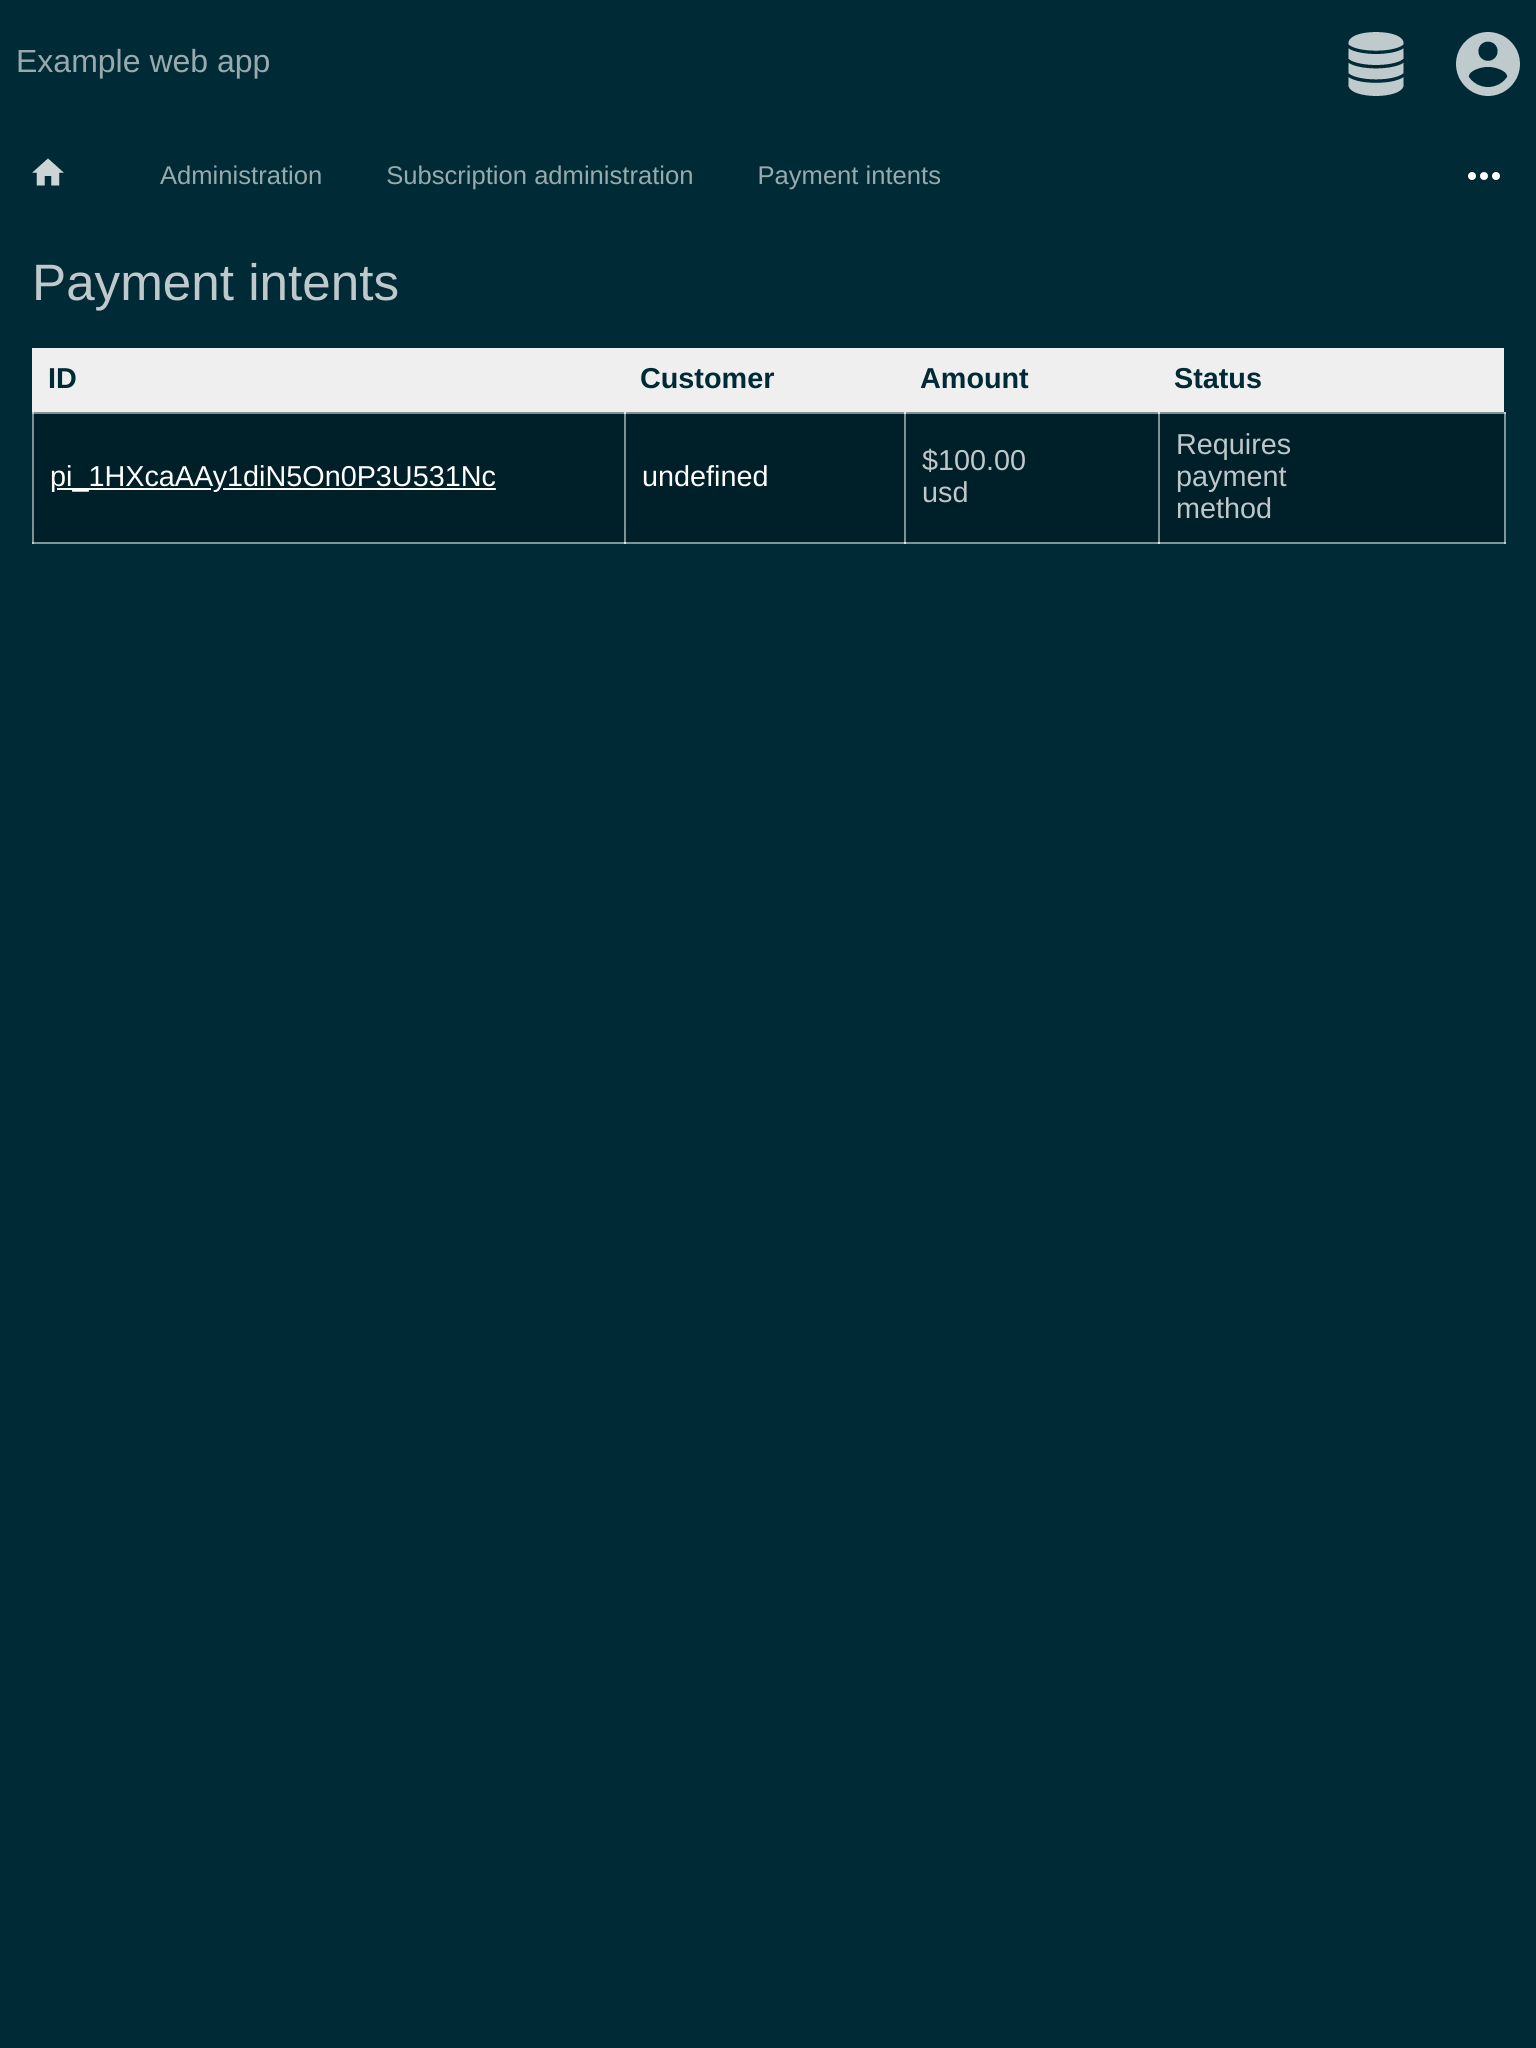 Example web app
Administration Subscription administration Payment intents
Payment intents
ID Customer Amount Status
pi_1HXcaAAy1diN5On0P3U531Nc undefined $100.00 usd Requires payment method